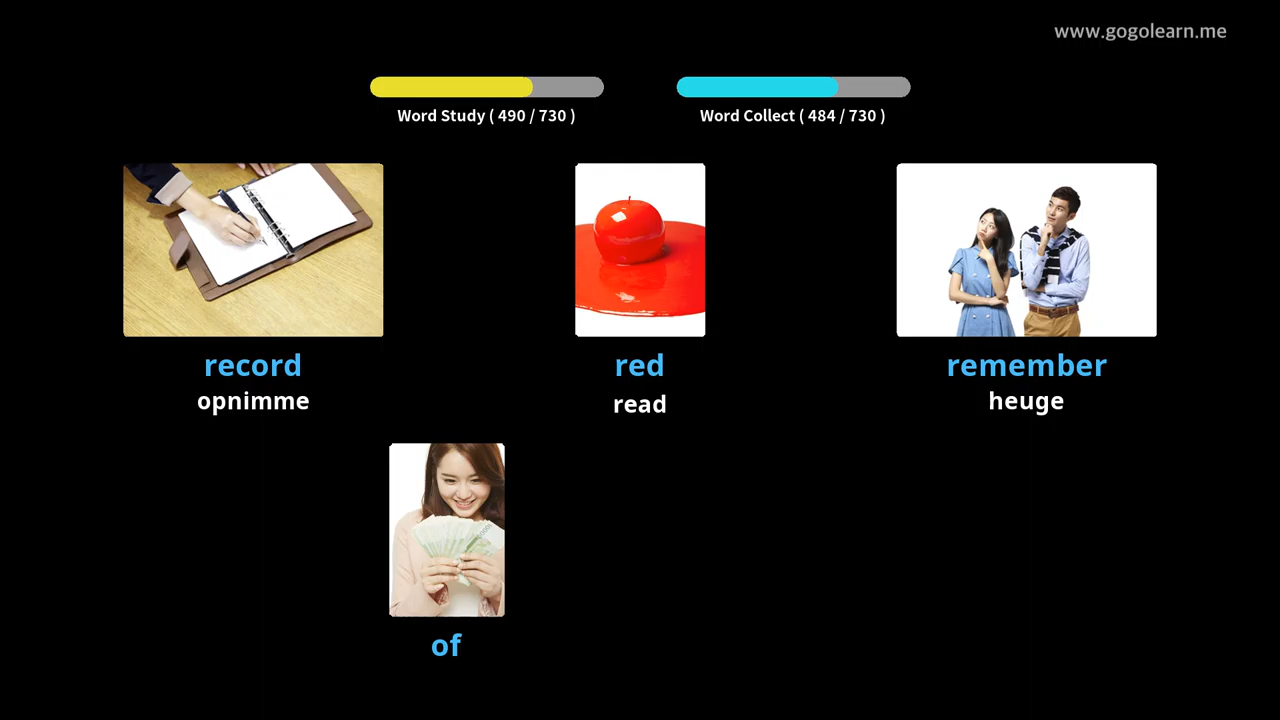 www.gogolearn.me
Word Study ( 490 / 730 )
Word Collect ( 484 / 730 )
record
opnimme
red
read
remember
heuge
of